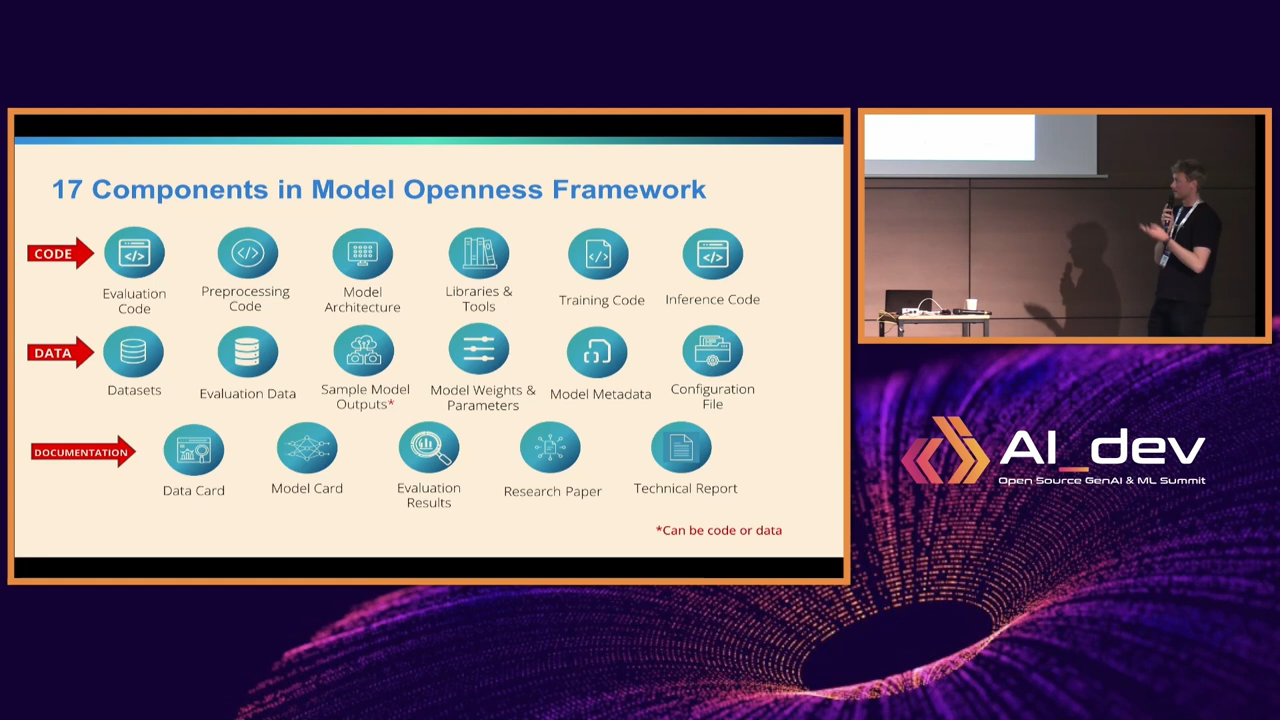 17 Components in Model Openness Framework
CODE
Evaluation
Code
Preprocessing
Code
Model
Architecture
Libraries &
Tools
Training Code
Inference Code
DATA
Datasets
Evaluation Data
Sample Model
Outputs*
Model Weights &
Parameters
Model Metadata
Configuration
File
DOCUMENTATION
Data Card
Model Card
Evaluation
Results
Research Paper
Technical Report
*Can be code or data
AI_dev
Open Source GenAI & ML Summit